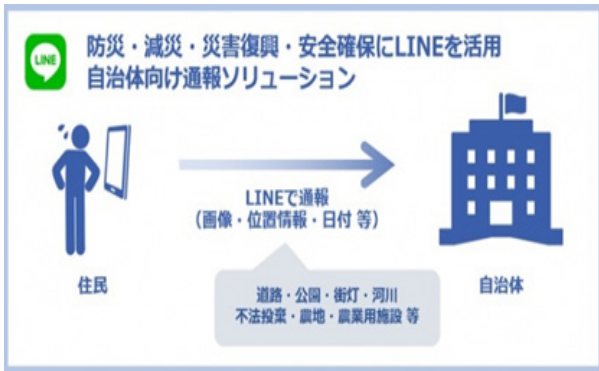 LINE
防災・減災・災害復興・安全確保にLINEを活用
自治体向け通報ソリューション
LINEで通報
(画像・位置情報・日付 等)
住民
自治体
道路・公園・街灯・河川
不法投棄・農地・農業用施設 等